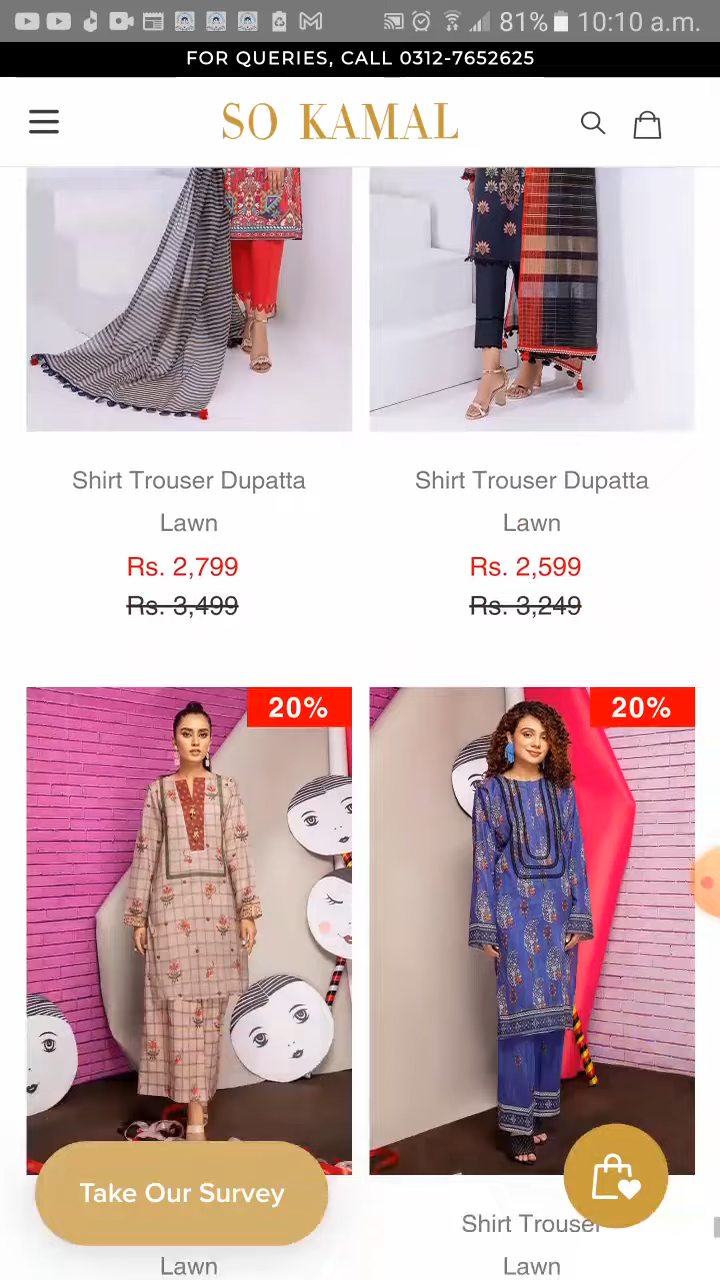 81% 10:10 a.m.
FOR QUERIES, CALL 0312-7652625
SO KAMAL
Shirt Trouser Dupatta
Lawn
Rs. 2,799
Rs. 3,499
Shirt Trouser Dupatta
Lawn
Rs. 2,599
Rs. 3,249
20%
20%
Take Our Survey
Lawn
Shirt Trouser
Lawn